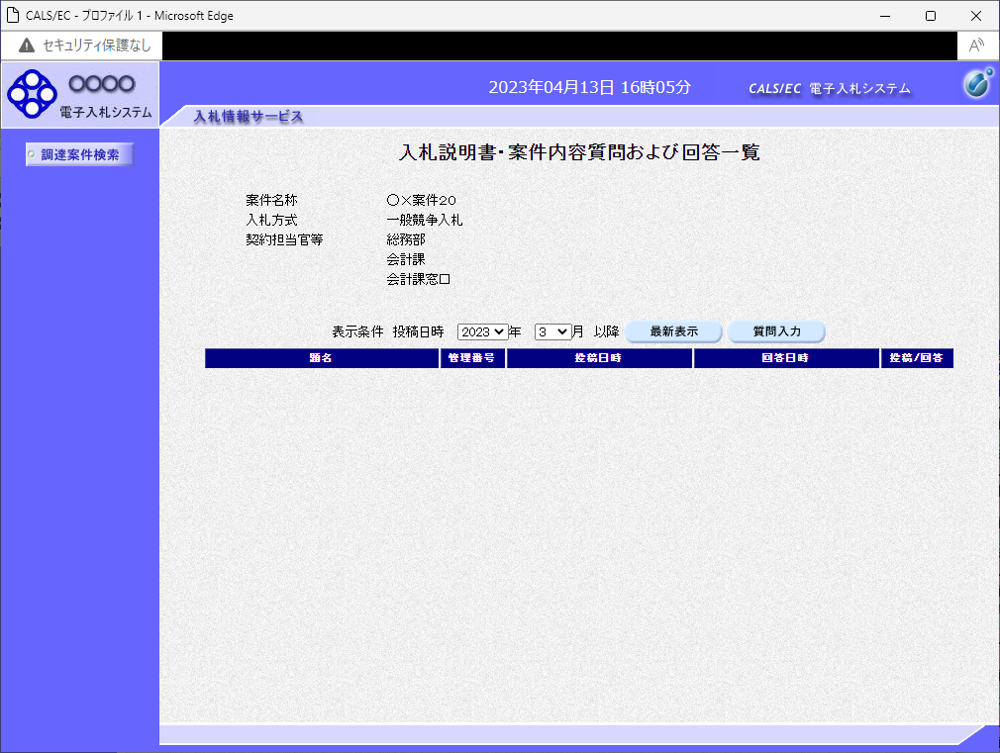 CALS/EC - プロファイル 1 - Microsoft Edge
セキュリティ保護なし
○○○○
電子入札システム
2023年04月13日 16時05分
CALS/EC 電子入札システム
入札情報サービス
調達案件検索
入札説明書・案件内容質問および回答一覧
案件名称 〇×案件20
入札方式 一般競争入札
契約担当官等 総務部
会計課
会計課窓口
表示条件 投稿日時 2023 年 3 月 以降 最新表示 質問入力
題名 管理番号 投稿日時 回答日時 投稿/回答